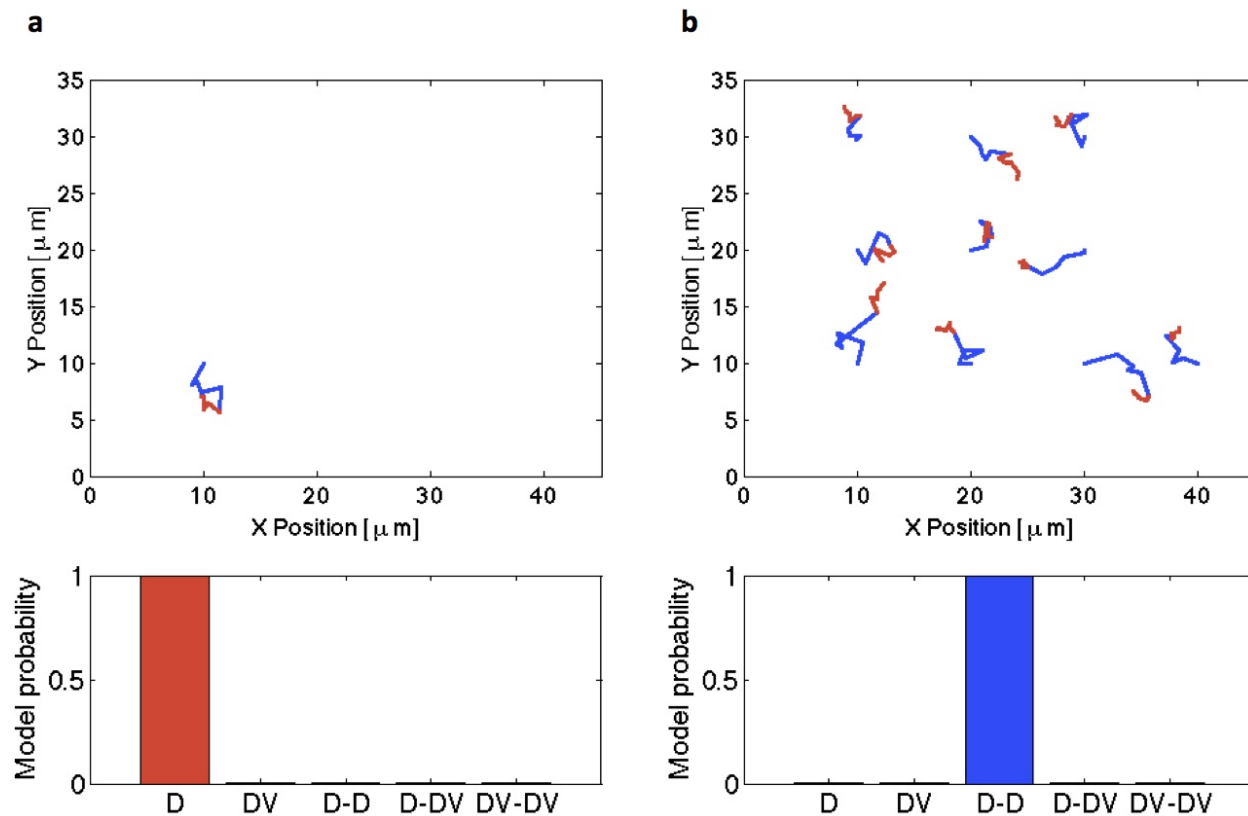 a
35
30
25
20
15
10
5
0
Y Position [μm]
0 10 20 30 40
X Position [μm]
1
0.5
0
Model probability
D DV D-D D-DV DV-DV
b
35
30
25
20
15
10
5
0
Y Position [μm]
0 10 20 30 40
X Position [μm]
1
0.5
0
Model probability
D DV D-D D-DV DV-DV